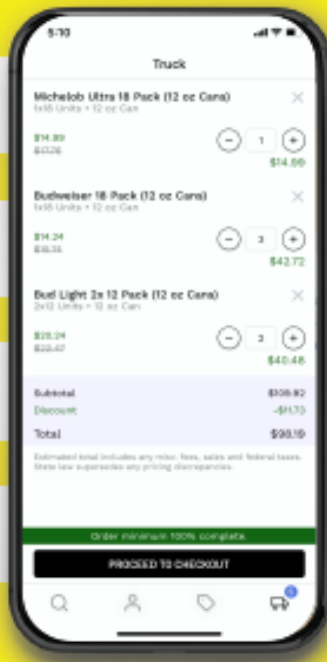 5:10
Truck
Michelob Ultra 18 Pack (12 oz Cans)
1x18 Units • 12 oz Can
$14.99
1
$14.99
Budweiser 18 Pack (12 oz Cans)
1x18 Units • 12 oz Can
$14.24
3
$42.72
Bud Light 2x 12 Pack (12 oz Cans)
2x12 Units • 12 oz Can
$20.24
$22.47
2
$40.48
Subtotal
Discount -$11.73
Total $98.19
Estimated total includes any misc. fees, sales and federal taxes.
State law supersedes any pricing discrepancies.
Order minimum 100% complete.
PROCEED TO CHECKOUT